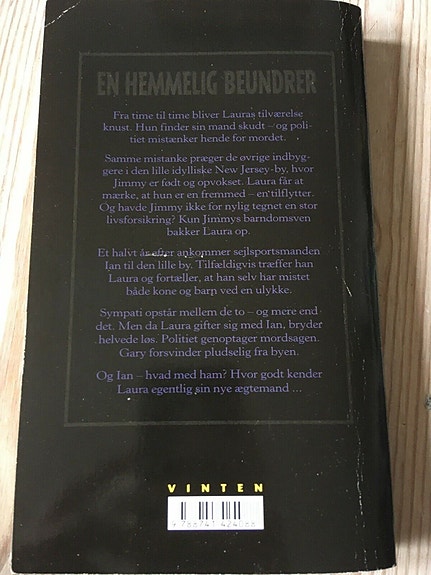 EN HEMMELIG BEUNDRER
Fra time til time bliver Lauras tilværelse
knust. Hun finder sin mand skudt – og poli-
tiet mistænker hende for mordet.
Samme mistanke præger de øvrige indbyg-
gere i den lille idylliske New Jersey-by, hvor
Jimmy er født og opvokset. Laura får at
mærke, at hun er en fremmed – en tilflytter.
Og havde Jimmy ikke for nylig tegnet en stor
livsforsikring? Kun Jimmys barndomsven
bakker Laura op.
Et halvt år efter ankommer sejlsportsmanden
Ian til den lille by. Tilfældigvis træffer han
Laura og fortæller, at han selv har mistet
både kone og barn ved en ulykke.
Sympati opstår mellem de to – og mere end
det. Men da Laura gifter sig med Ian, bryder
helvede løs. Politiet genoptager mordsagen.
Gary forsvinder pludselig fra byen.
Og Ian – hvad med ham? Hvor godt kender
Laura egentlig sin nye ægtemand ...
VINTEN
9 788741 424088